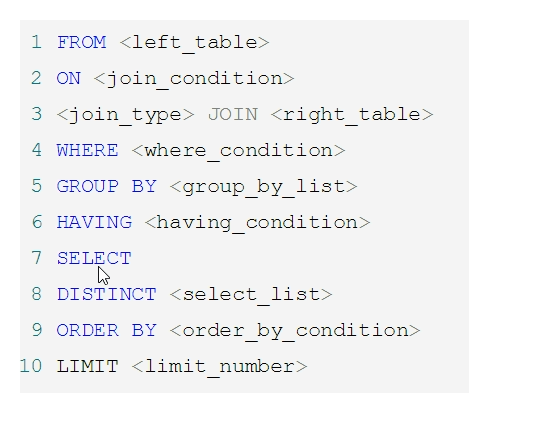 1 FROM <left_table>
2 ON <join_condition>
3 <join_type> JOIN <right_table>
4 WHERE <where_condition>
5 GROUP BY <group_by_list>
6 HAVING <having_condition>
7 SELECT
8 DISTINCT <select_list>
9 ORDER BY <order_by_condition>
10 LIMIT <limit_number>